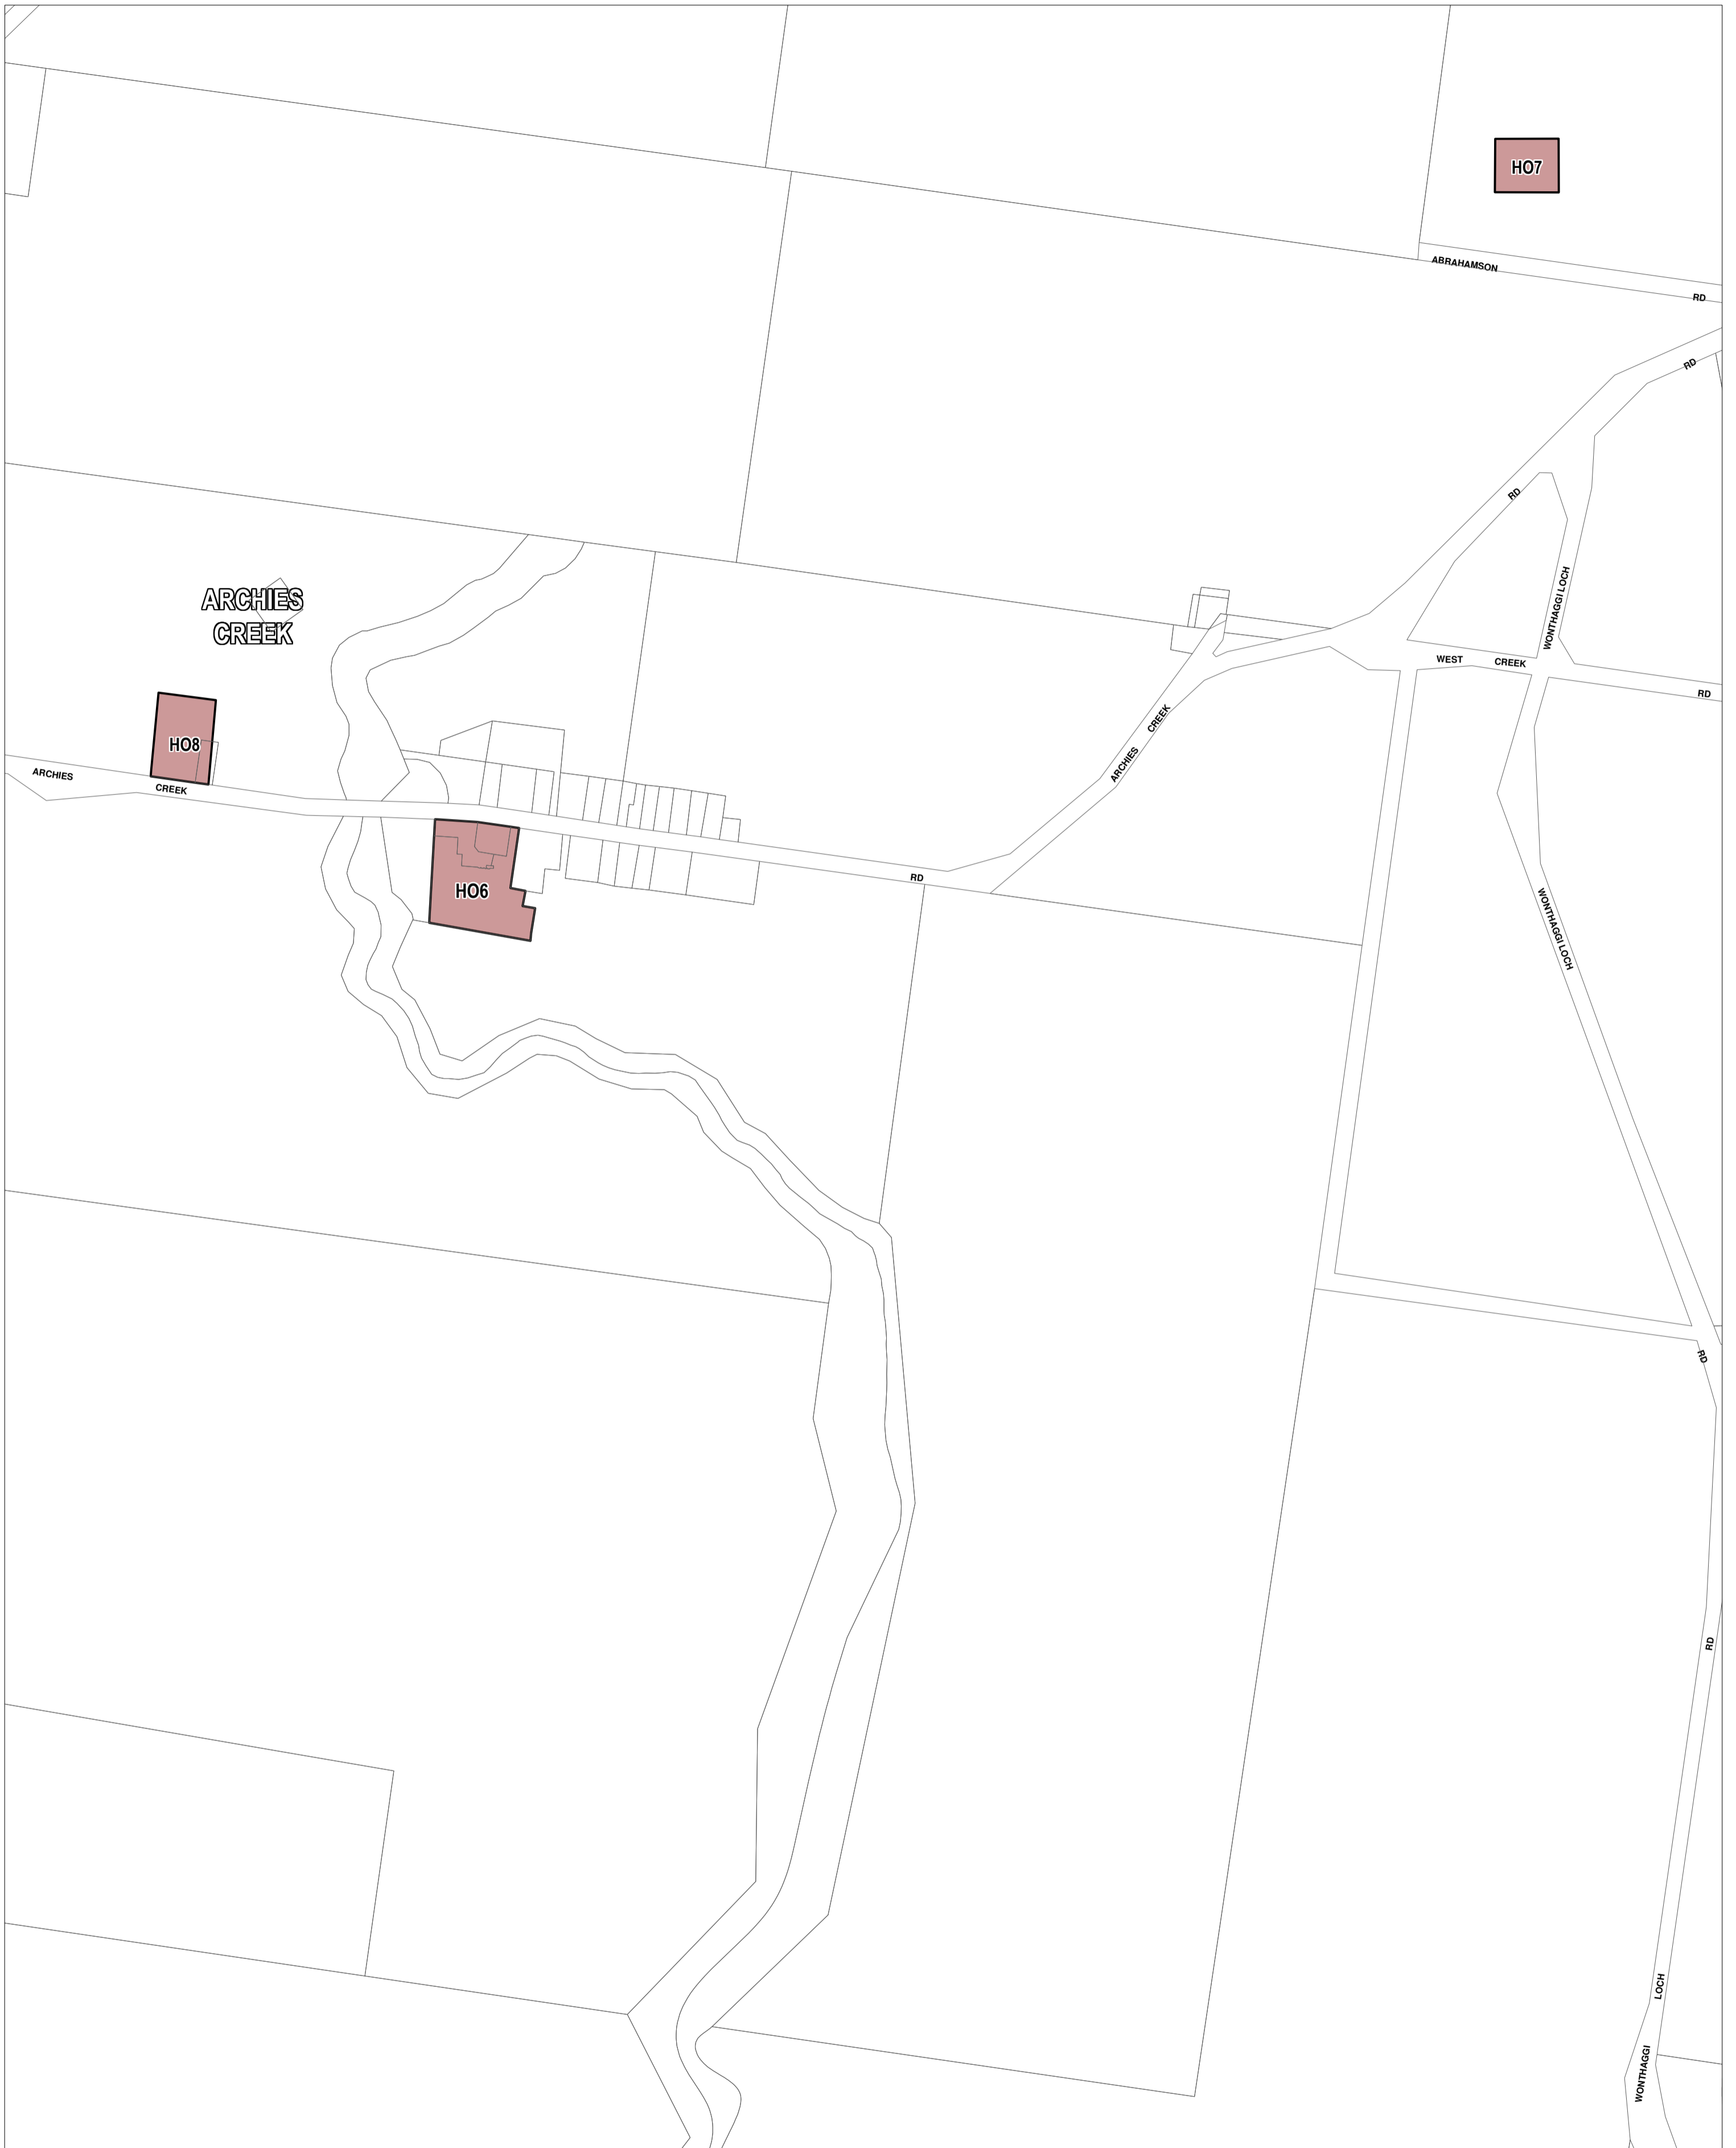 HO7
ABRAHAMSON
RD
RD
RD
WONTHAGGI LOCH
ARCHIES
CREEK
WEST CREEK
RD
ARCHIES CREEK
HO8
ARCHIES
CREEK
RD
HO6
WONTHAGGI LOCH
RD
RD
LOCH
WONTHAGGI